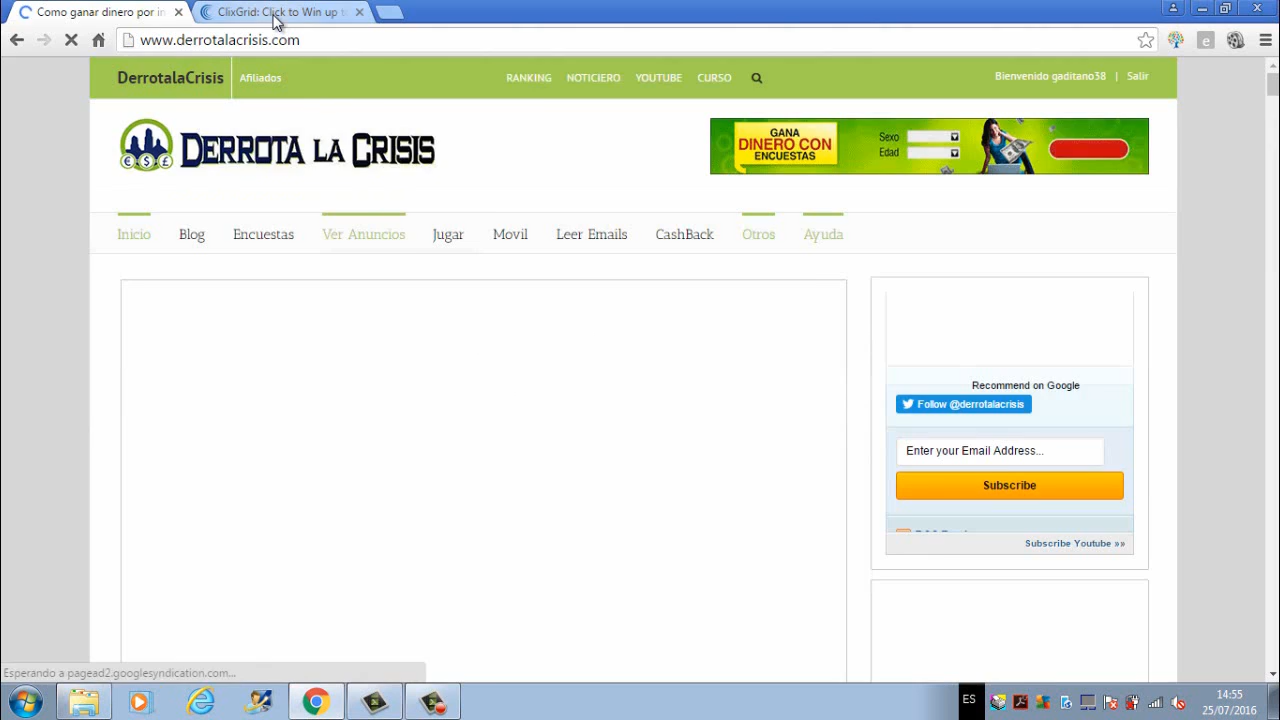 Como ganar dinero por in
ClixGrid: Click to Win up t
www.derrotalacrisis.com
DerrotalaCrisis
Afiliados
RANKING
NOTICIERO
YOUTUBE
CURSO
Bienvenido gaditano38 | Salir
DERROTA LA CRISIS
GANA
DINERO CON
ENCUESTAS
Sexo
Edad
Inicio
Blog
Encuestas
Ver Anuncios
Jugar
Movil
Leer Emails
CashBack
Otros
Ayuda
Recommend on Google
Follow @derrotalacrisis
Enter your Email Address...
Subscribe
Subscribe Youtube »»
Esperando a pagead2.googlesyndication.com...
ES
14:55
25/07/2016